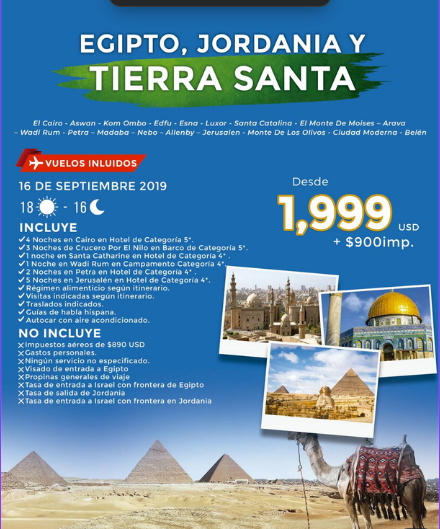 EGIPTO, JORDANIA Y
TIERRA SANTA
El Cairo - Aswan - Kom Ombo - Edfu - Esna - Luxor - Santa Catalina - El Monte De Moises – Arava
– Wadi Rum - Petra – Madaba – Nebo – Allenby – Jerusalen - Monte De Los Olivos - Ciudad Moderna - Belén
VUELOS INLUIDOS
16 DE SEPTIEMBRE 2019
18 - 16
Desde
1,999 USD
+ $900imp.
INCLUYE
✓4 Noches en Cairo en Hotel de Categoría 5*.
✓3 Noches de Crucero Por El Nilo en Barco de Categoría 5*.
✓1 noche en Santa Catharine en Hotel de Categoría 4* .
✓1 Noche en Wadi Rum en Campamento Categoría 4*.
✓2 Noches en Petra en Hotel de Categoría 4* .
✓5 Noches en Jerusalén en Hotel de Categoría 4*.
✓Régimen alimenticio según itinerario.
✓Visitas indicadas según itinerario.
✓Traslados indicados.
✓Guías de habla hispana.
✓Autocar con aire acondicionado.
NO INCLUYE
✕Impuestos aéreos de $890 USD
✕Gastos personales.
✕Ningún servicio no especificado.
✕Visado de entrada a Egipto
✕Propinas generales de viaje
✕Tasa de entrada a Israel con frontera de Egipto
✕Tasa de salida de Jordania
✕Tasa de entrada a Israel con frontera en Jordania